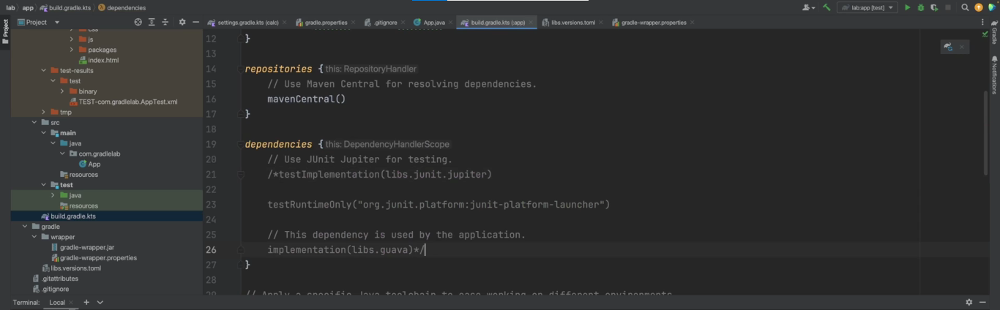 lab app build.gradle.kts dependencies
lab:app [test]
Project
Project
settings.gradle.kts (calc) gradle.properties .gitignore App.java build.gradle.kts (:app) libs.versions.toml gradle-wrapper.properties
css
js
packages
index.html
test-results
test
binary
TEST-com.gradlelab.AppTest.xml
tmp
src
main
java
com.gradlelab
App
resources
test
java
resources
build.gradle.kts
gradle
wrapper
gradle-wrapper.jar
gradle-wrapper.properties
libs.versions.toml
.gitattributes
.gitignore
12 }
13
14 repositories { this: RepositoryHandler
15 // Use Maven Central for resolving dependencies.
16 mavenCentral()
17 }
18
19 dependencies { this: DependencyHandlerScope
20 // Use JUnit Jupiter for testing.
21 /*testImplementation(libs.junit.jupiter)
22
23 testRuntimeOnly("org.junit.platform:junit-platform-launcher")
24
25 // This dependency is used by the application.
26 implementation(libs.guava)*/
27 }
28
29 // Apply a specific Java toolchain to ease working on different environments.
Gradle
Notifications
Terminal: Local